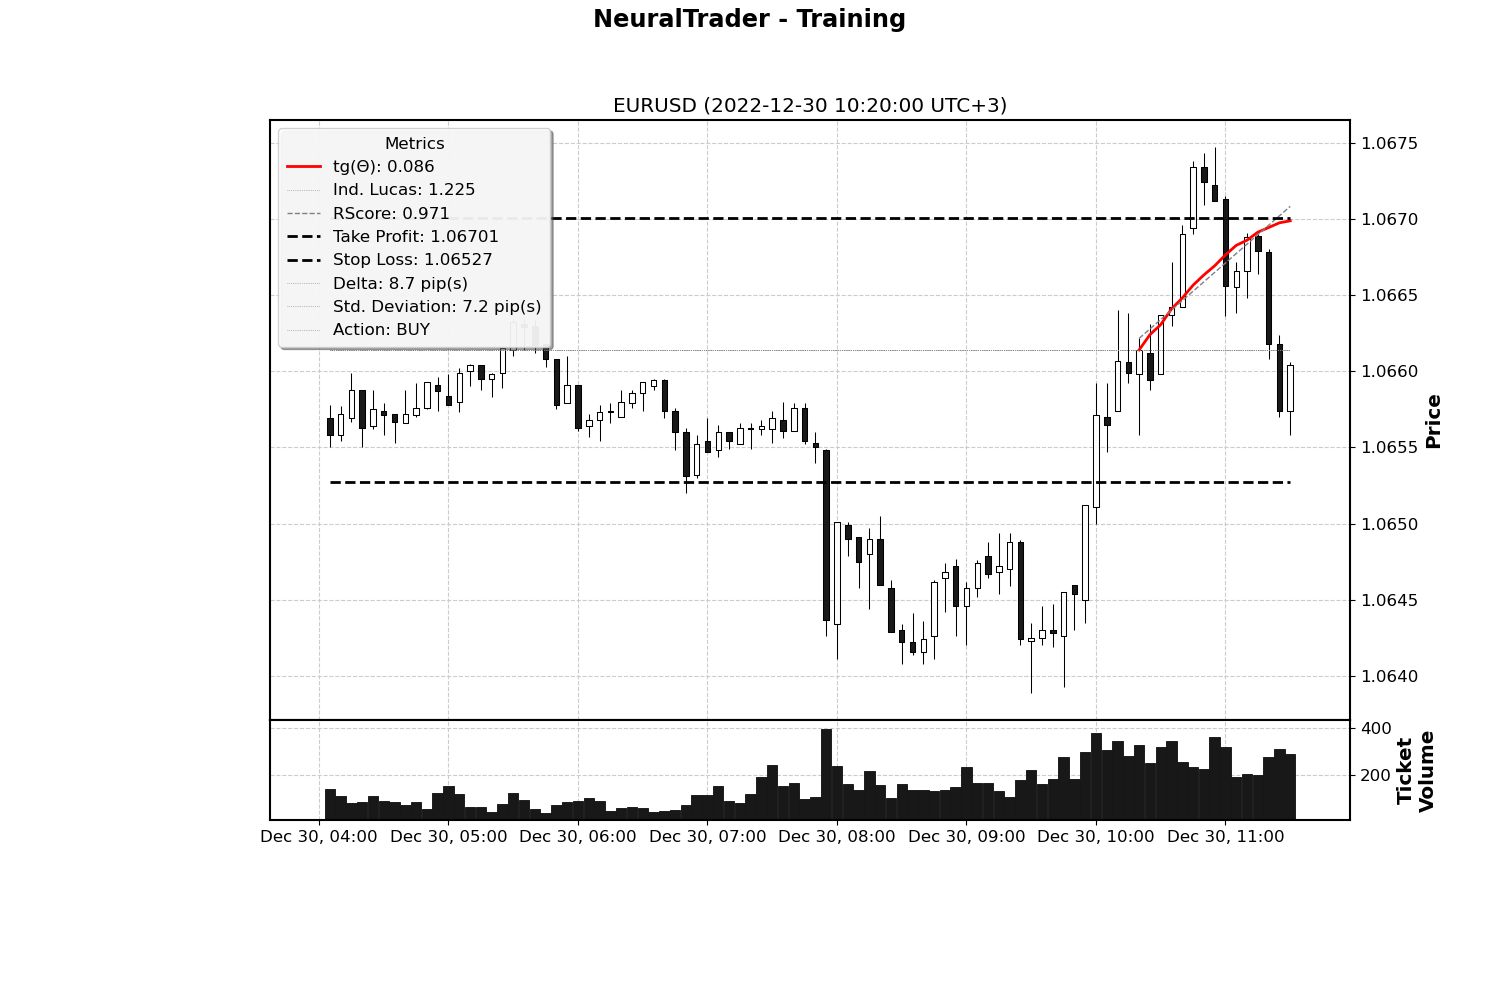 NeuralTrader - Training
EURUSD (2022-12-30 10:20:00 UTC+3)
Metrics
tg(Θ): 0.086
Ind. Lucas: 1.225
RScore: 0.971
Take Profit: 1.06701
Stop Loss: 1.06527
Delta: 8.7 pip(s)
Std. Deviation: 7.2 pip(s)
Action: BUY
1.0675
1.0670
1.0665
1.0660
1.0655
1.0650
1.0645
1.0640
Price
400
200
Ticket
Volume
Dec 30, 04:00 Dec 30, 05:00 Dec 30, 06:00 Dec 30, 07:00 Dec 30, 08:00 Dec 30, 09:00 Dec 30, 10:00 Dec 30, 11:00